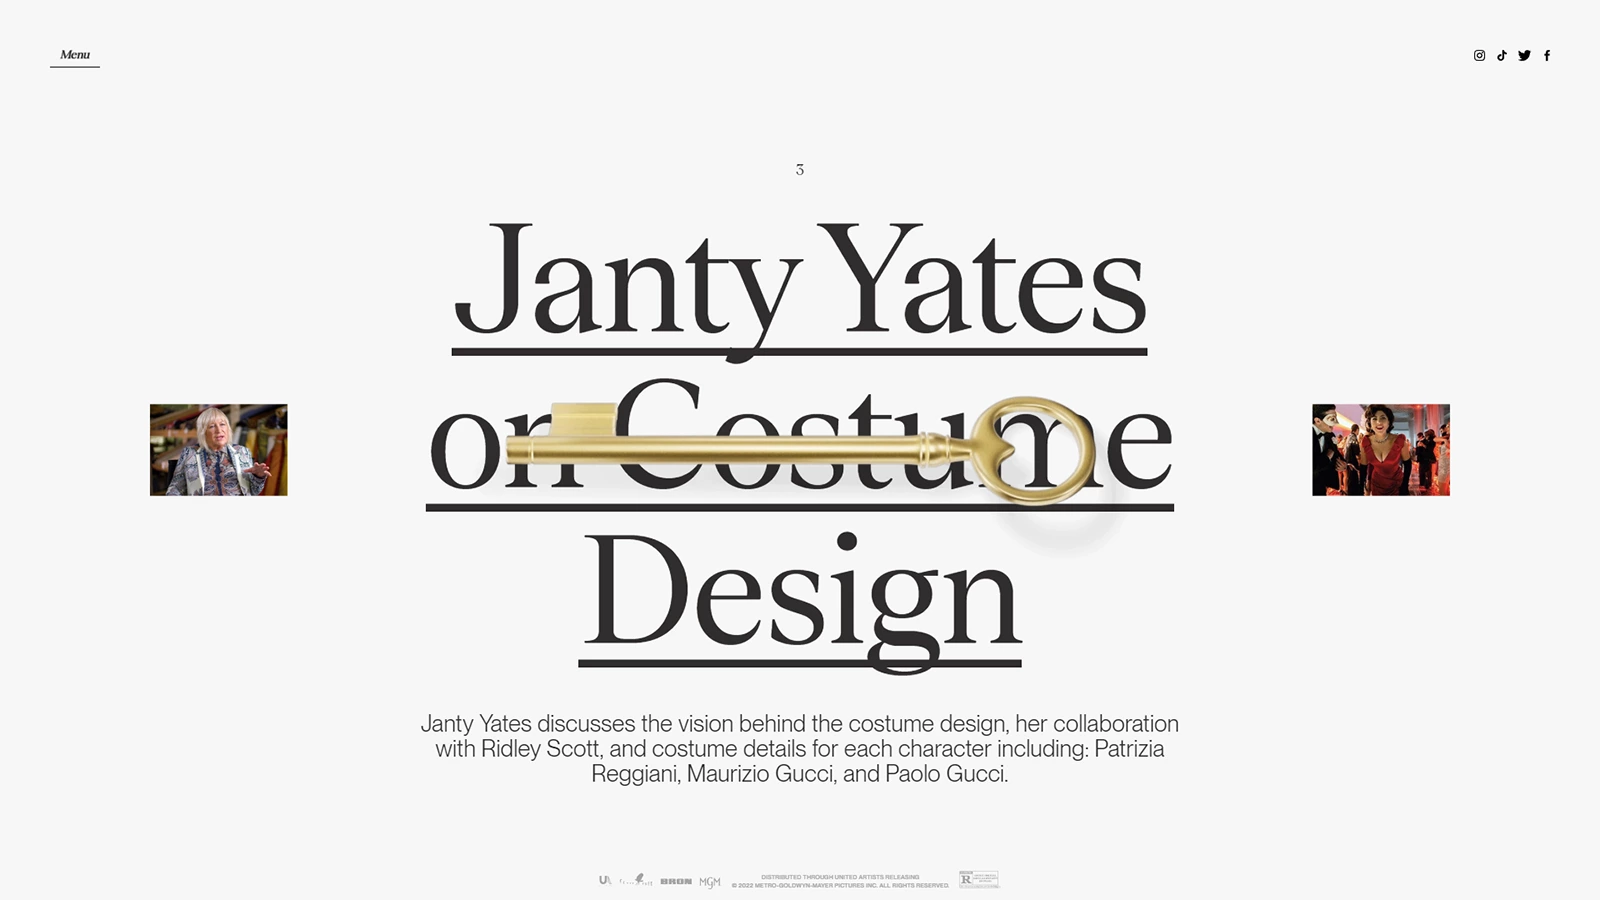 Menu
3
Janty Yates
on Costume
Design
Janty Yates discusses the vision behind the costume design, her collaboration
with Ridley Scott, and costume details for each character including: Patrizia
Reggiani, Maurizio Gucci, and Paolo Gucci.
UA BRON MGM
DISTRIBUTED THROUGH UNITED ARTISTS RELEASING.
© 2022 METRO-GOLDWYN-MAYER PICTURES INC. ALL RIGHTS RESERVED.
R